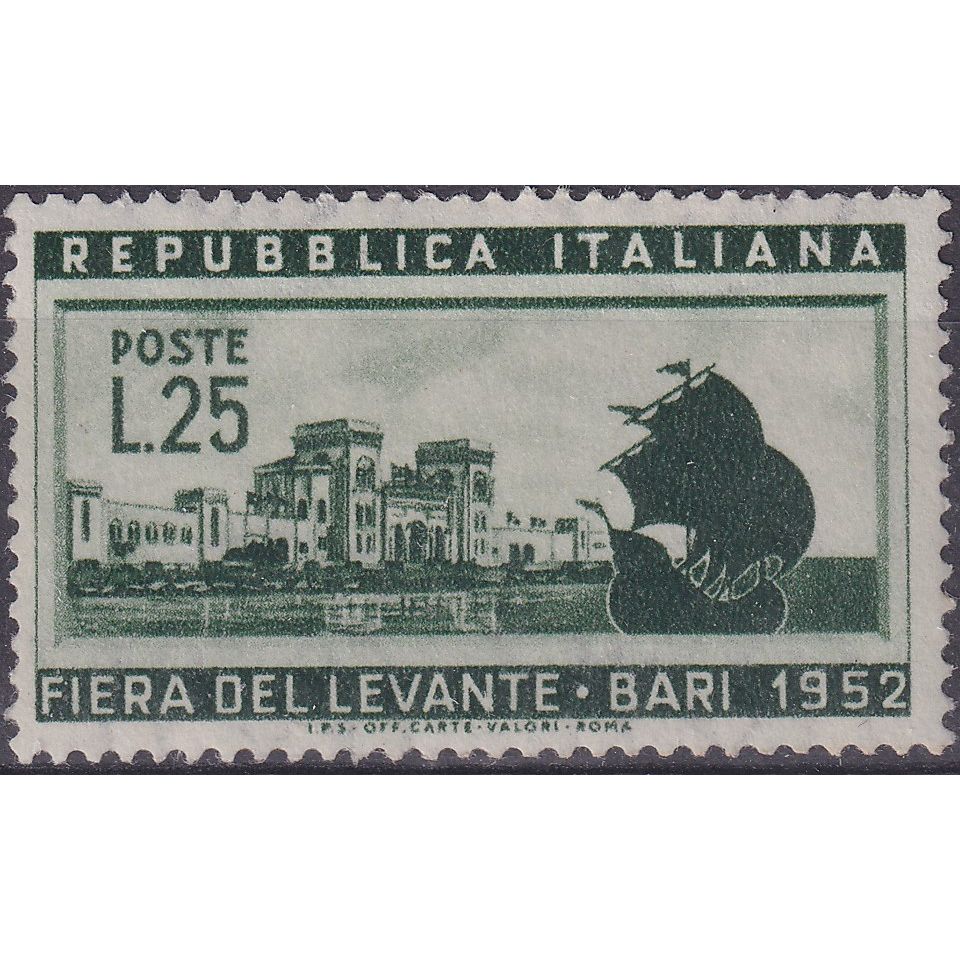 REPUBBLICA ITALIANA
POSTE
L.25
FIERA DEL LEVANTE • BARI 1952
I.P.S. - OFF. CARTE - VALORI - ROMA